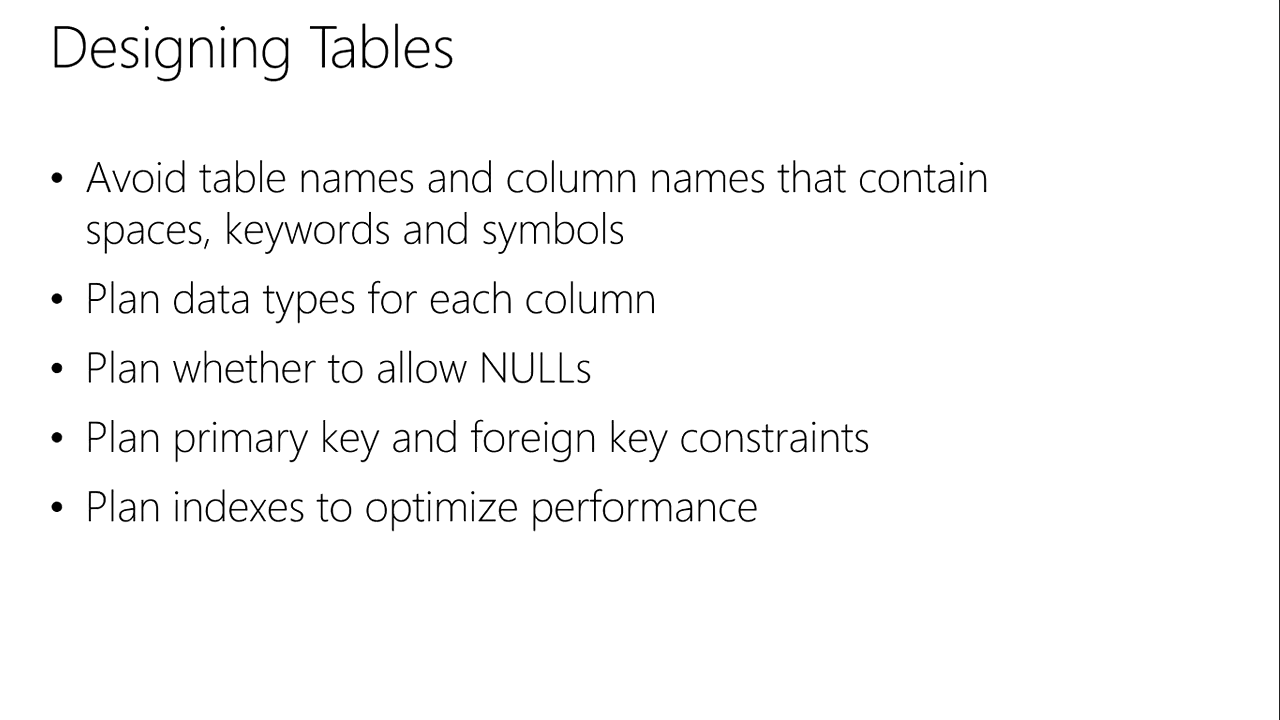 Designing Tables
• Avoid table names and column names that contain
spaces, keywords and symbols
• Plan data types for each column
• Plan whether to allow NULLs
• Plan primary key and foreign key constraints
• Plan indexes to optimize performance